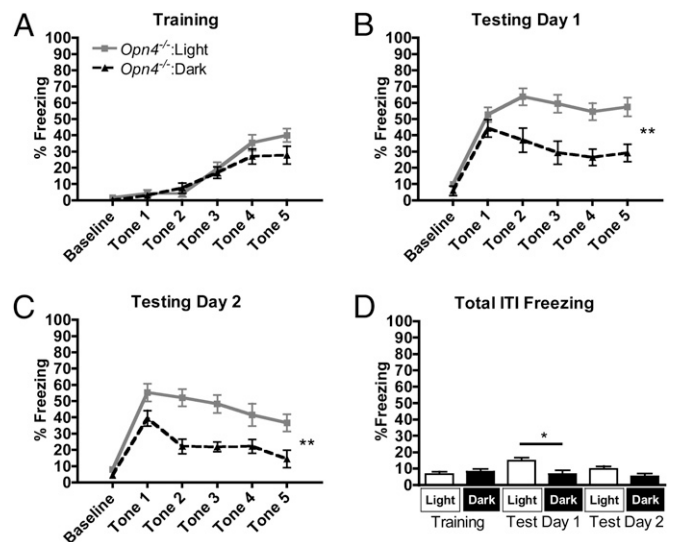 A
Training
Opn4-/-:Light
Opn4-/-:Dark
% Freezing
100
90
80
70
60
50
40
30
20
10
0
Baseline
Tone 1
Tone 2
Tone 3
Tone 4
Tone 5
B
Testing Day 1
% Freezing
100
90
80
70
60
50
40
30
20
10
0
**
Baseline
Tone 1
Tone 2
Tone 3
Tone 4
Tone 5
C
Testing Day 2
%Freezing
100
90
80
70
60
50
40
30
20
10
0
**
Baseline
Tone 1
Tone 2
Tone 3
Tone 4
Tone 5
D
Total ITI Freezing
%Freezing
100
90
80
70
60
50
40
30
20
10
0
*
Light Dark Light Dark Light Dark
Training Test Day 1 Test Day 2